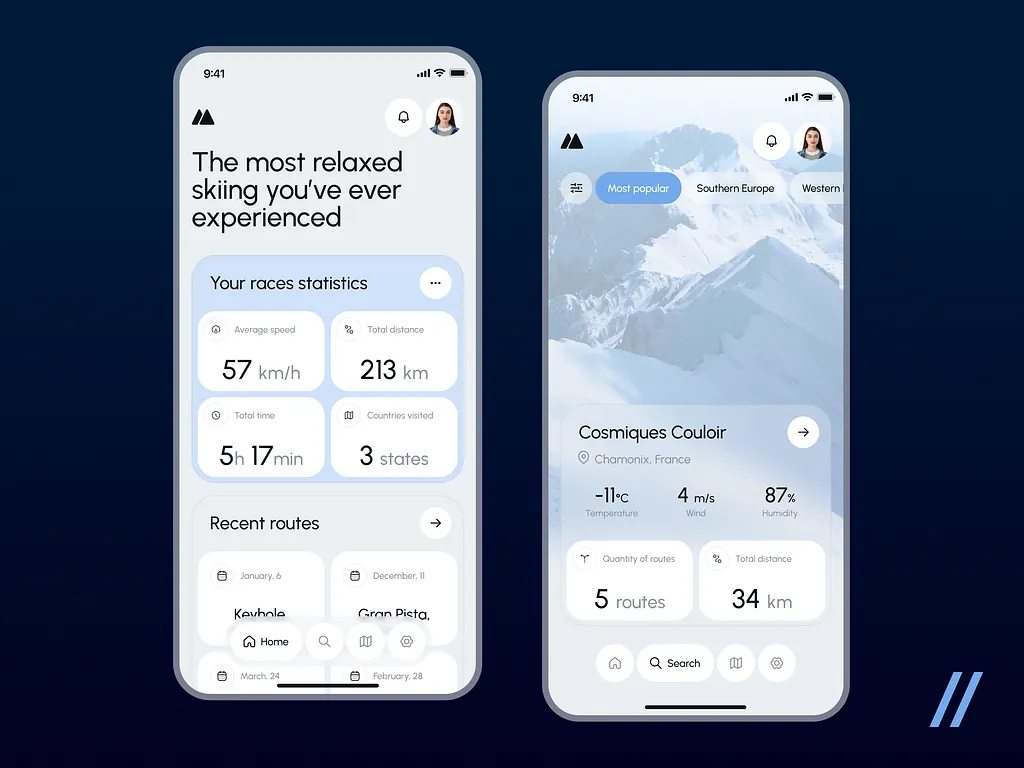 9:41
The most relaxed
skiing you've ever
experienced
Your races statistics
Average speed
57 km/h
Total distance
213 km
Total time
5h 17min
Countries visited
3 states
Recent routes
January, 6
Keyhole
December, 11
Gran Pista,
Home
March, 24
February, 28
9:41
Most popular
Southern Europe
Western
Cosmiques Couloir
Chamonix, France
-11°C
Temperature
4 m/s
Wind
87%
Humidity
Quantity of routes
5 routes
Total distance
34 km
Search